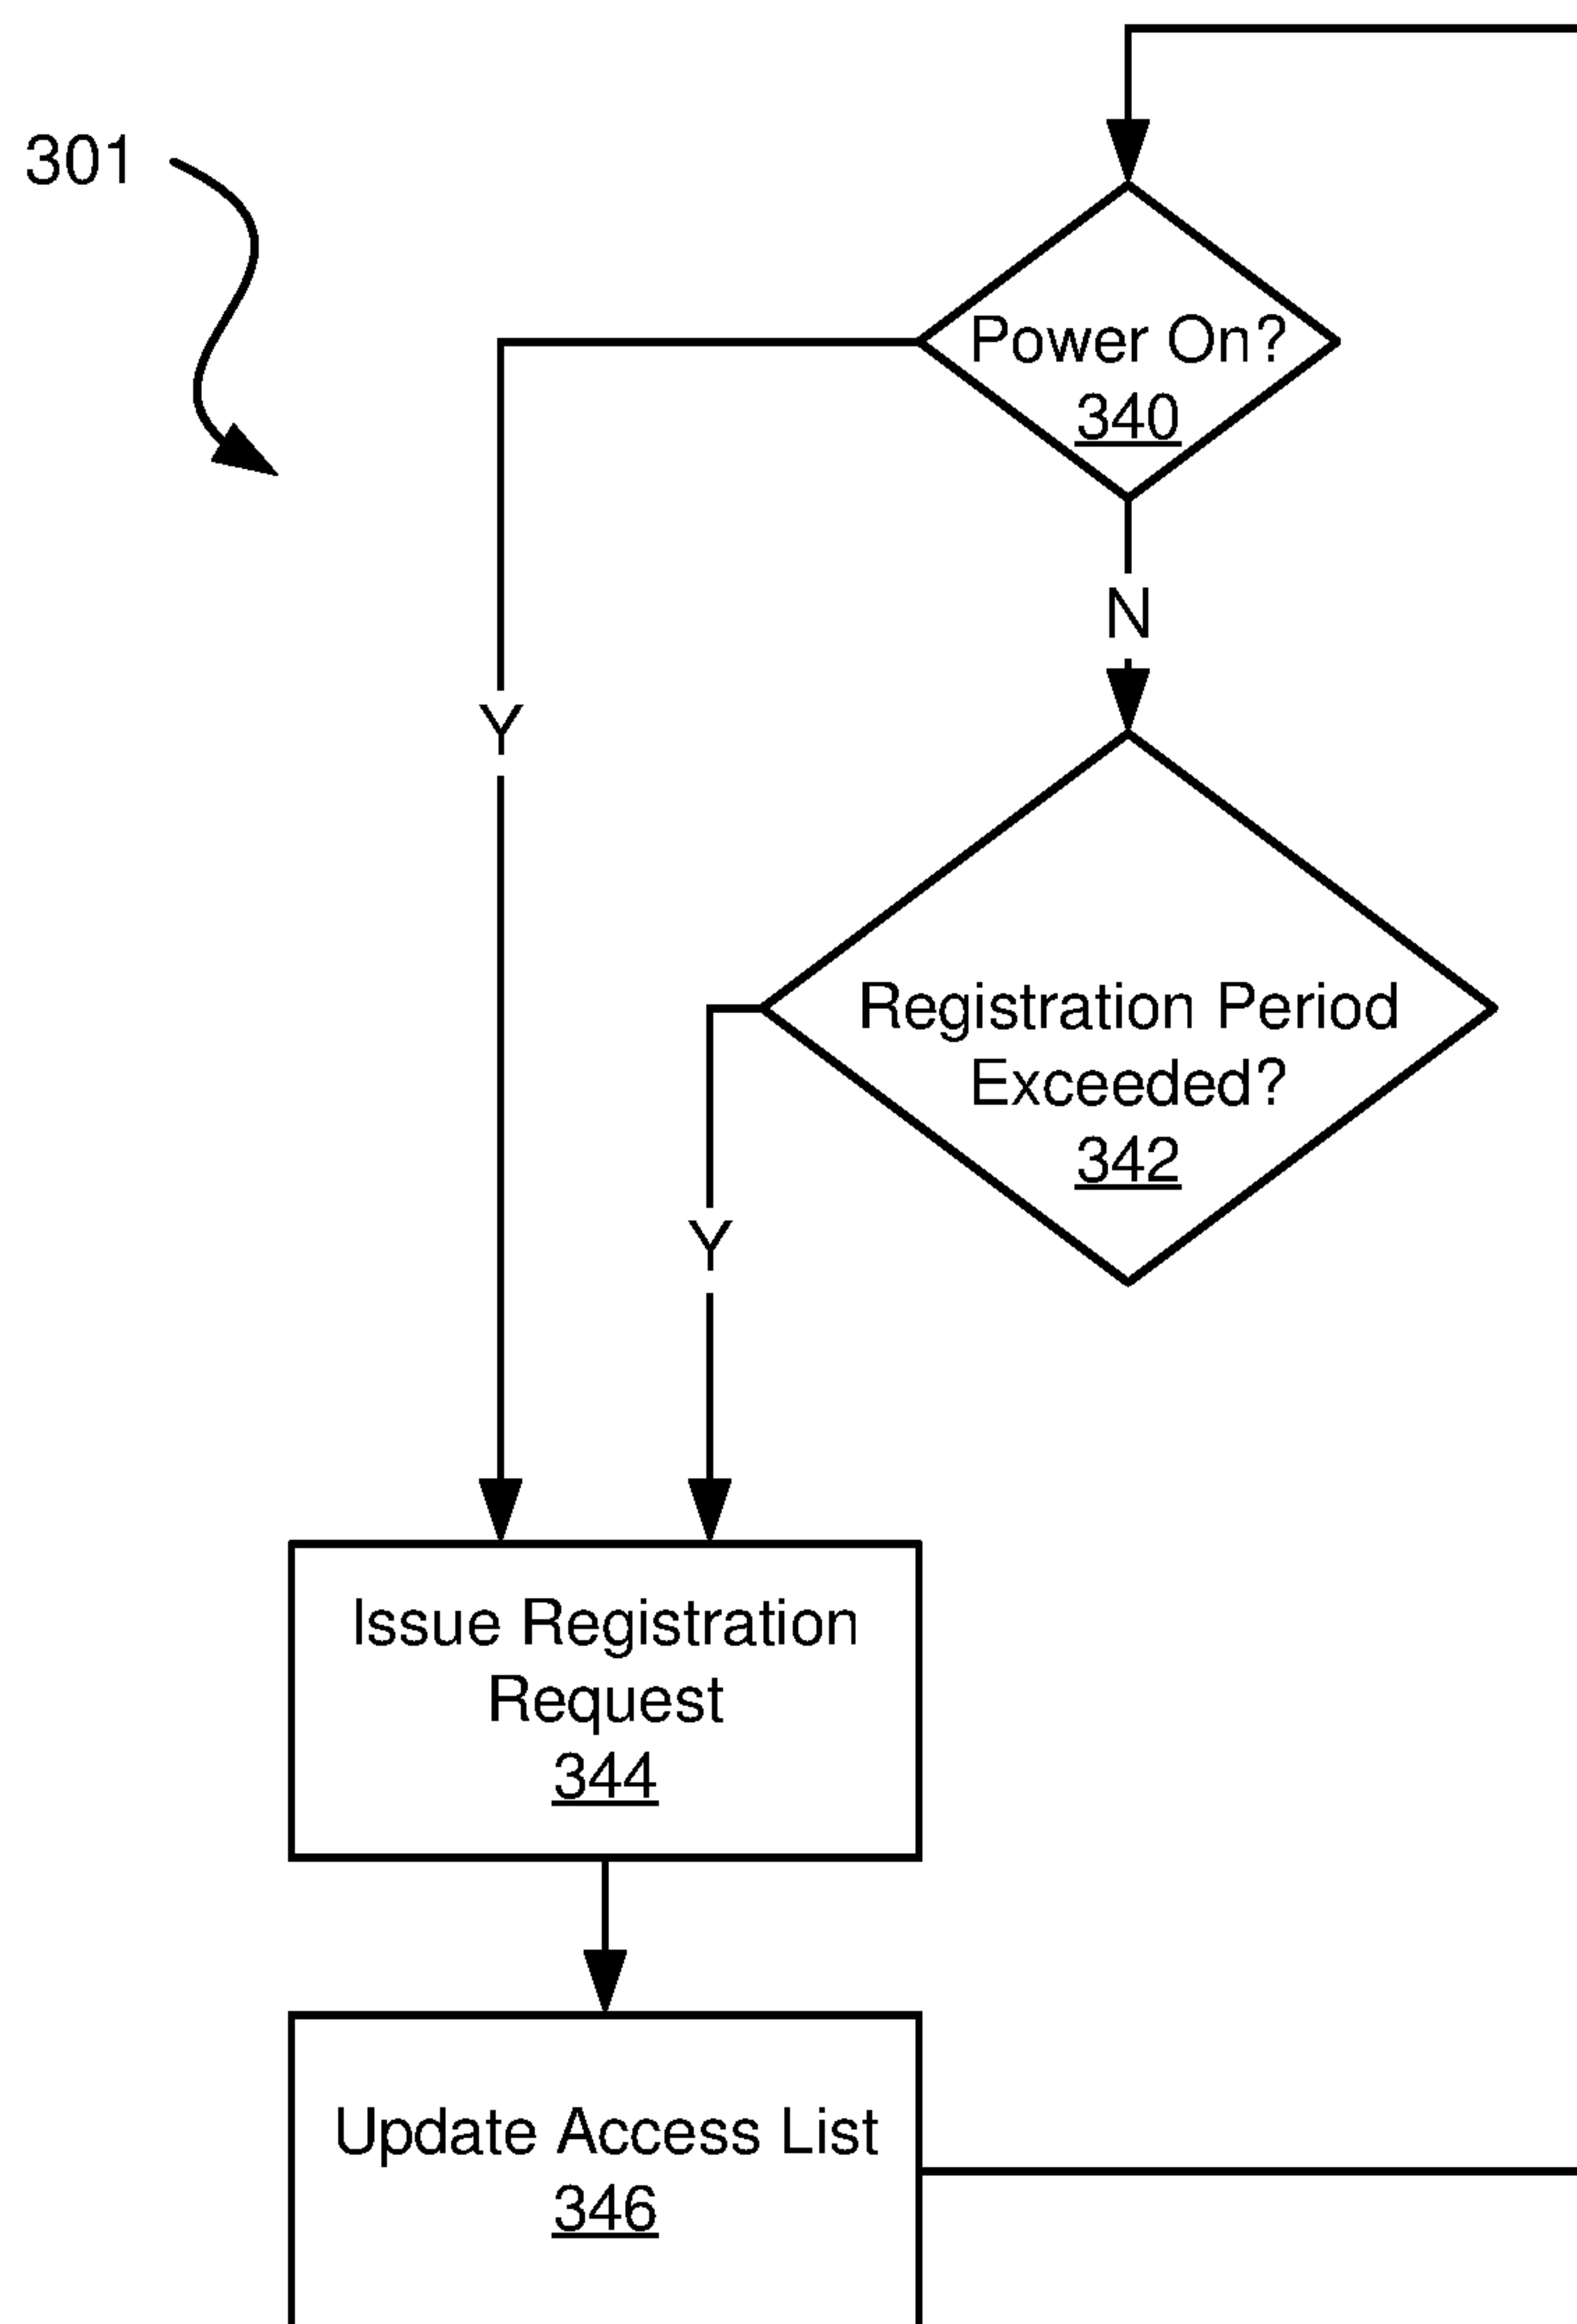 301
Power On?
340
N
Y
Registration Period
Exceeded?
342
Y
Issue Registration
Request
344
Update Access List
346